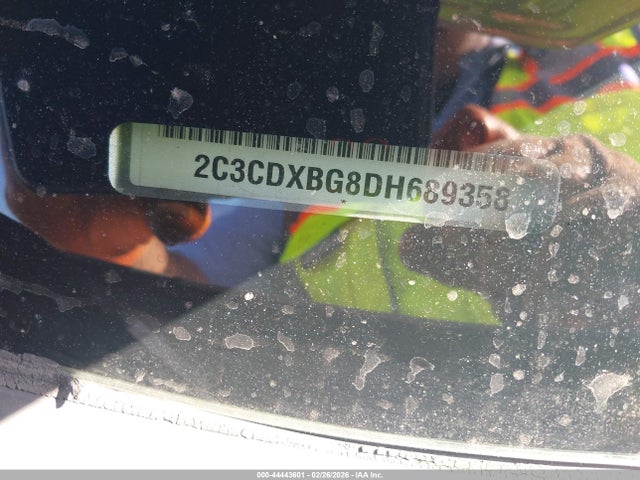 2C3CDXBG8DH689358
*
000-44443601 - 02/26/2026 - IAA Inc.